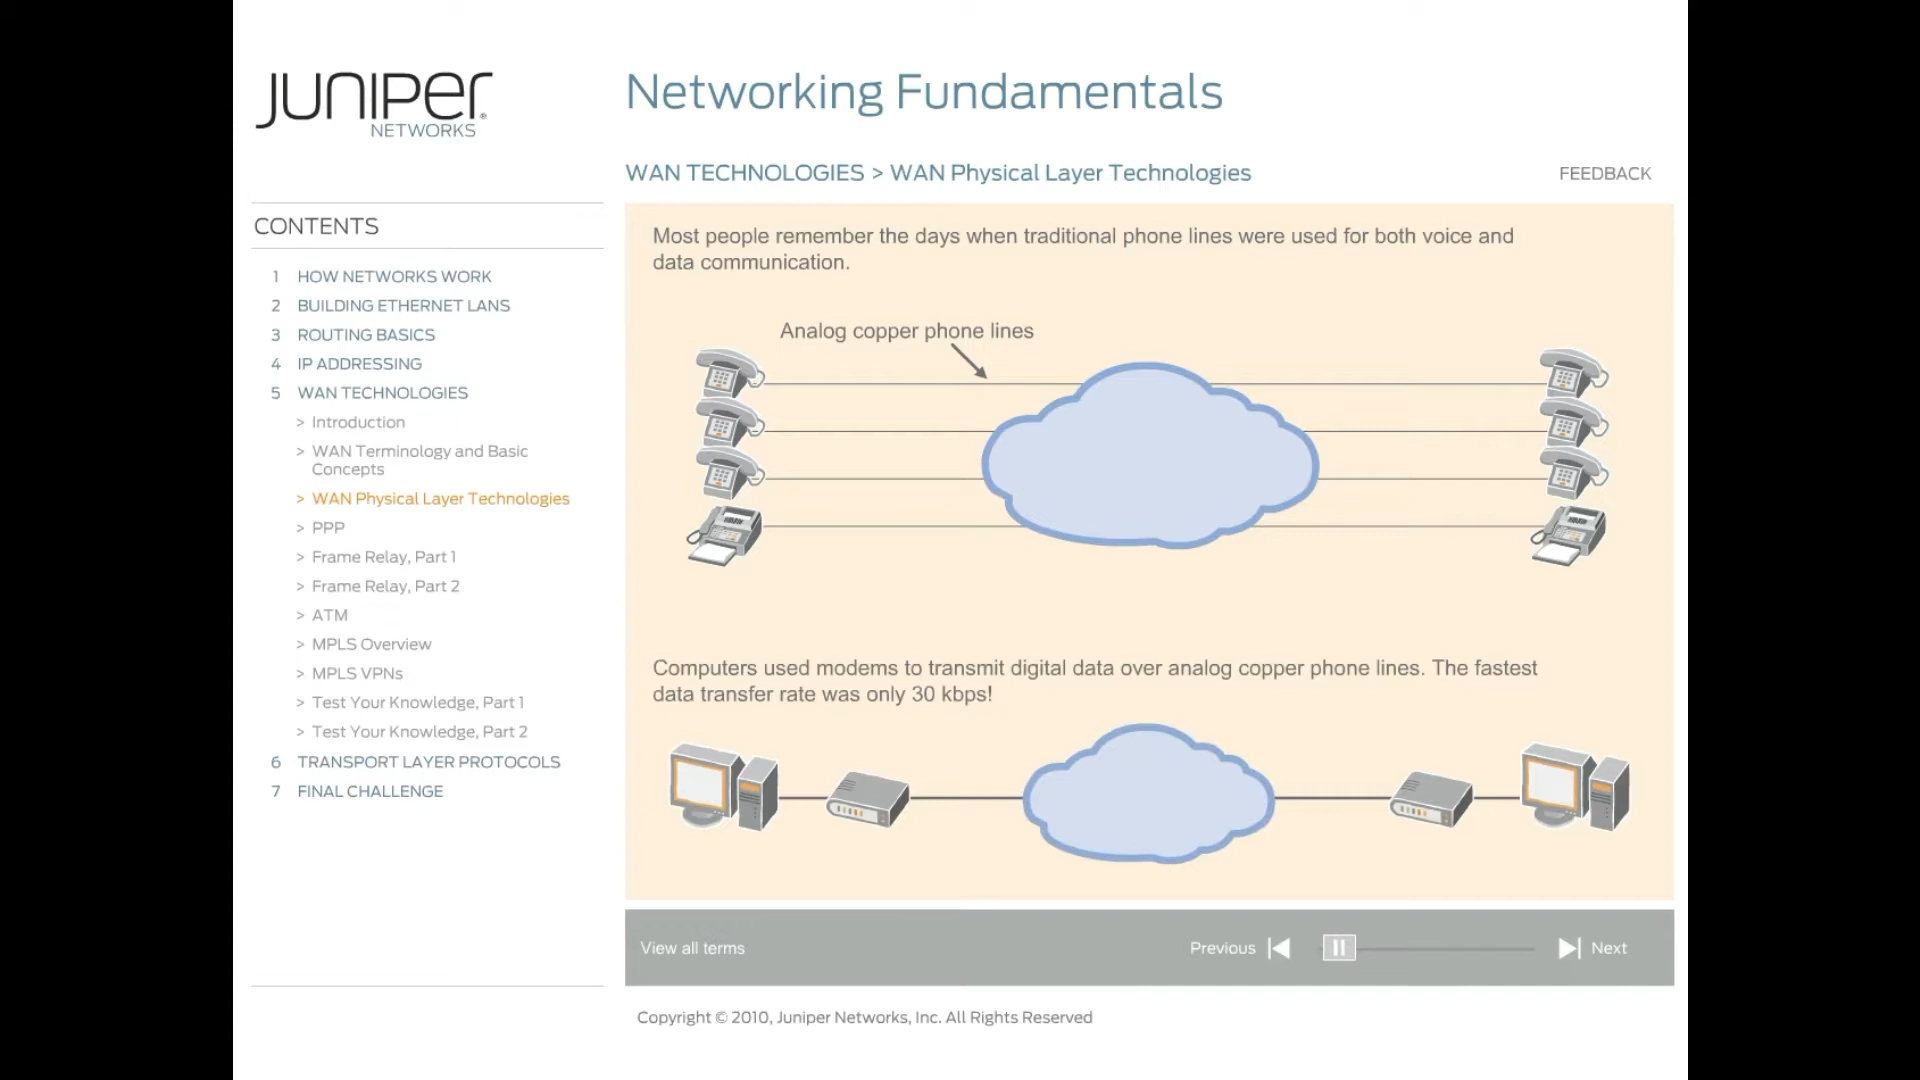 JUNIPER
NETWORKS
Networking Fundamentals
WAN TECHNOLOGIES > WAN Physical Layer Technologies
FEEDBACK
CONTENTS
1 HOW NETWORKS WORK
2 BUILDING ETHERNET LANS
3 ROUTING BASICS
4 IP ADDRESSING
5 WAN TECHNOLOGIES
> Introduction
> WAN Terminology and Basic
Concepts
> WAN Physical Layer Technologies
> PPP
> Frame Relay, Part 1
> Frame Relay, Part 2
> ATM
> MPLS Overview
> MPLS VPNs
> Test Your Knowledge, Part 1
> Test Your Knowledge, Part 2
6 TRANSPORT LAYER PROTOCOLS
7 FINAL CHALLENGE
Most people remember the days when traditional phone lines were used for both voice and
data communication.
Analog copper phone lines
Computers used modems to transmit digital data over analog copper phone lines. The fastest
data transfer rate was only 30 kbps!
View all terms
Previous
Next
Copyright © 2010, Juniper Networks, Inc. All Rights Reserved